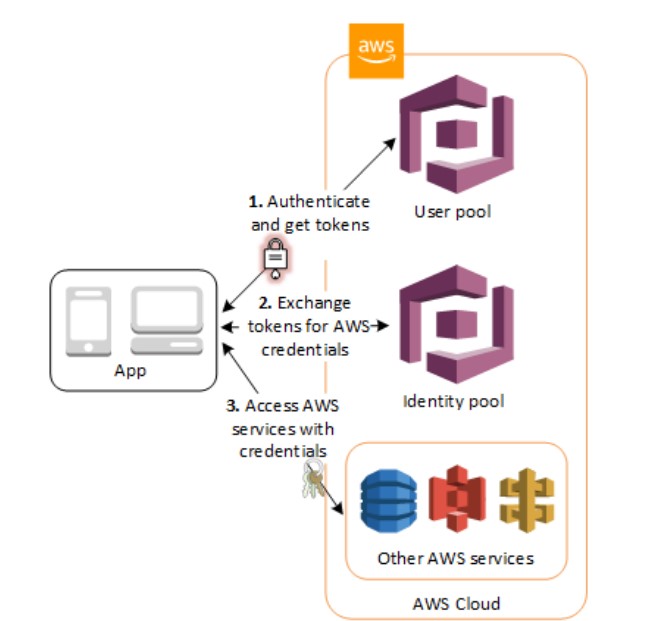 aws
1. Authenticate
and get tokens
User pool
2. Exchange
tokens for AWS
credentials
App
Identity pool
3. Access AWS
services with
credentials
Other AWS services
AWS Cloud